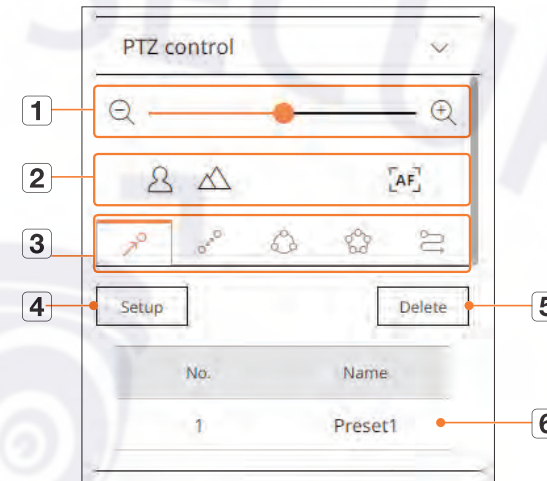 PTZ control
1
2
AF
3
4 Setup Delete 5
No. Name
1 Preset1 6